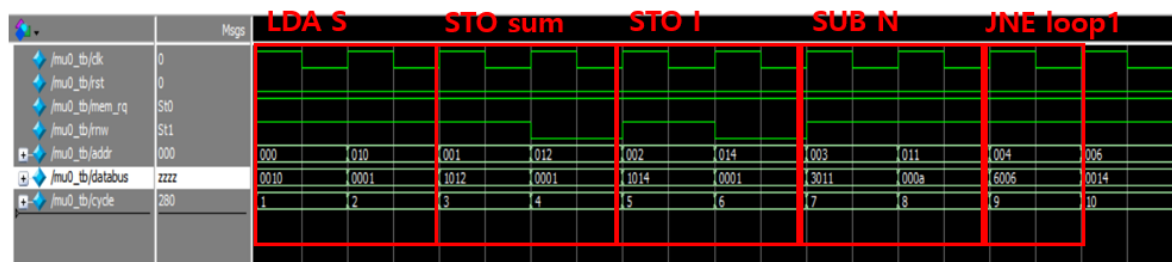 LDA S STO sum STO I SUB N JNE loop1
Msgs
/mu0_tb/clk 0
/mu0_tb/rst 0
/mu0_tb/mem_rq St0
/mu0_tb/rnw St1
/mu0_tb/addr 000 000 010 001 012 002 014 003 011 004 006
/mu0_tb/databus zzzz 0010 0001 1012 0001 1014 0001 3011 000a 6006 0014
/mu0_tb/cycle 280 1 2 3 4 5 6 7 8 9 10